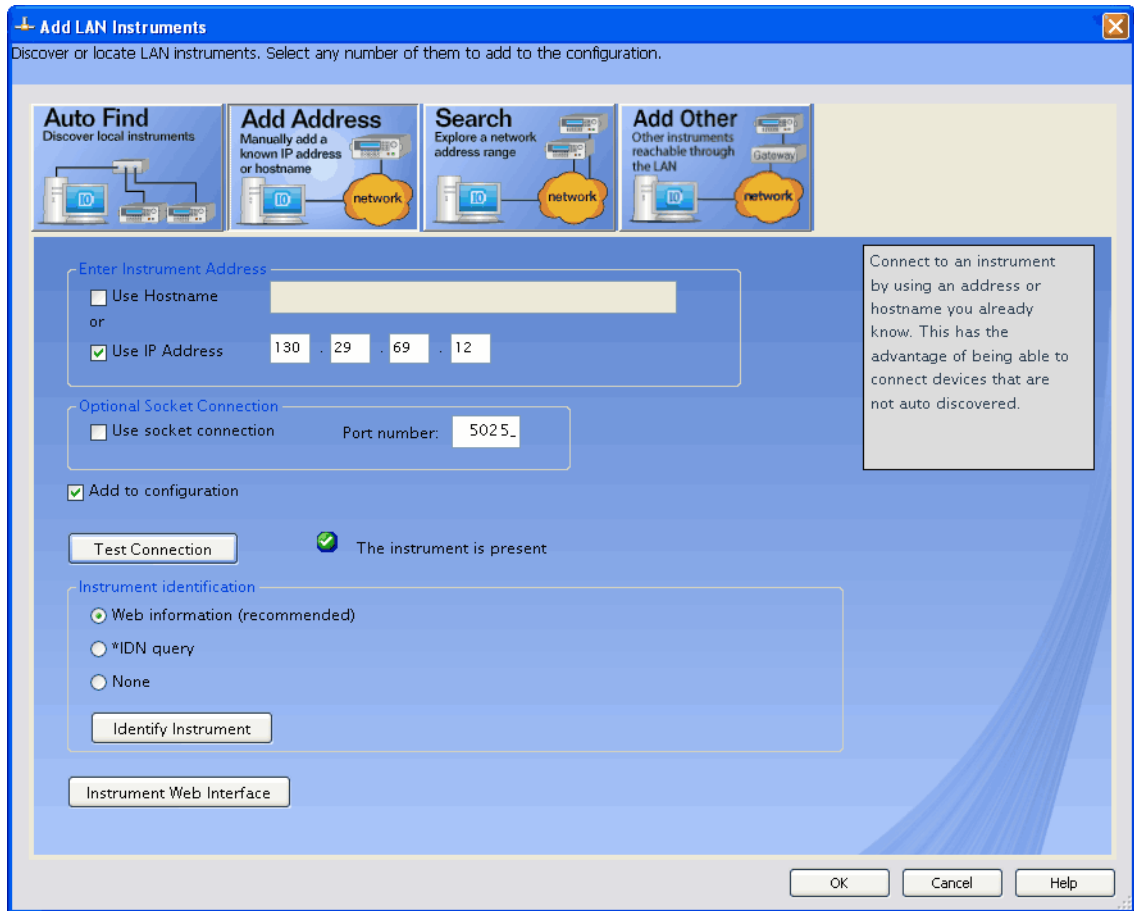 Add LAN Instruments
Discover or locate LAN instruments. Select any number of them to add to the configuration.
Auto Find
Discover local instruments
IO
Add Address
Manually add a
known IP address
or hostname
IO
network
Search
Explore a network
address range
IO
network
Add Other
Other instruments
reachable through
the LAN
Gateway
IO
network
Enter Instrument Address
Use Hostname
or
Use IP Address
130 . 29 . 69 . 12
Optional Socket Connection
Use socket connection Port number: 5025_
Add to configuration
Test Connection The instrument is present
Instrument identification
Web information (recommended)
*IDN query
None
Identify Instrument
Instrument Web Interface
Connect to an instrument
by using an address or
hostname you already
know. This has the
advantage of being able to
connect devices that are
not auto discovered.
OK Cancel Help